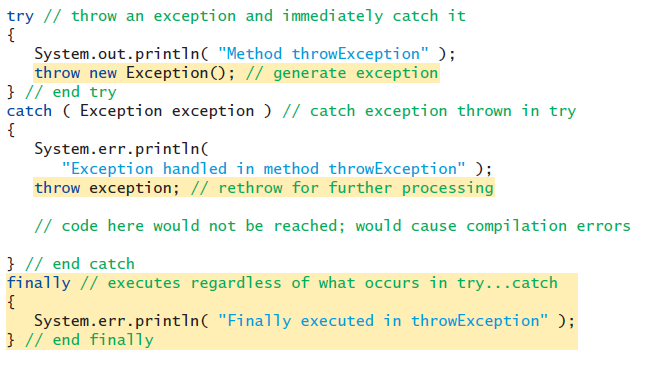 try // throw an exception and immediately catch it
{
System.out.println( "Method throwException" );
throw new Exception(); // generate exception
} // end try
catch ( Exception exception ) // catch exception thrown in try
{
System.err.println(
"Exception handled in method throwException" );
throw exception; // rethrow for further processing
// code here would not be reached; would cause compilation errors
} // end catch
finally // executes regardless of what occurs in try...catch
{
System.err.println( "Finally executed in throwException" );
} // end finally